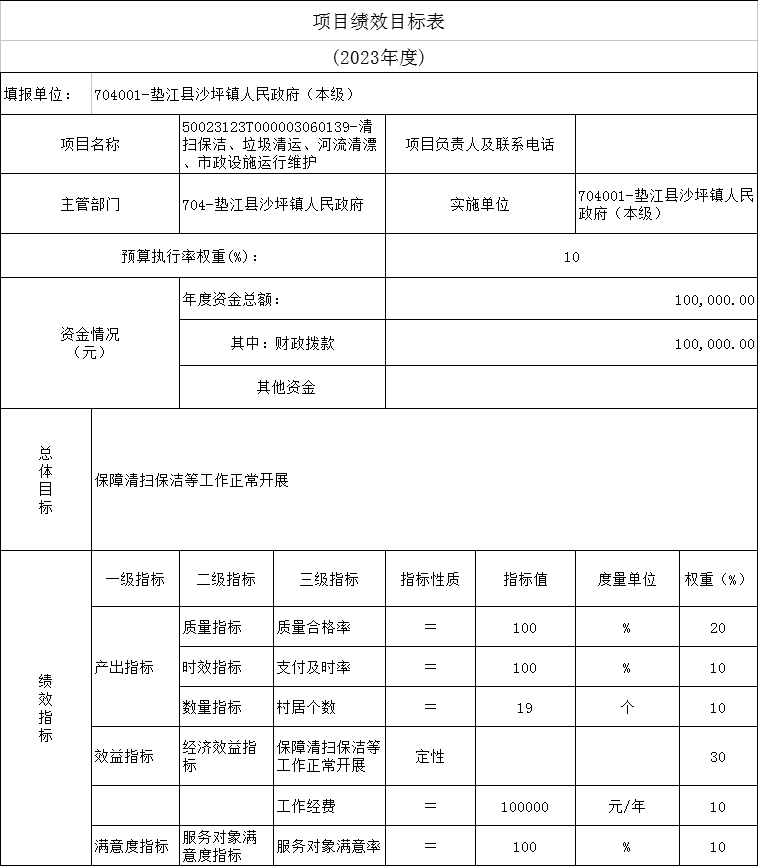 项目绩效目标表
(2023年度)
填报单位： 704001-垫江县沙坪镇人民政府（本级）
项目名称 50023123T000003060139-清扫保洁、垃圾清运、河流清漂、市政设施运行维护 项目负责人及联系电话
主管部门 704-垫江县沙坪镇人民政府 实施单位 704001-垫江县沙坪镇人民政府（本级）
预算执行率权重(%)： 10
资金情况（元） 年度资金总额： 100,000.00
其中：财政拨款 100,000.00
其他资金
总体目标 保障清扫保洁等工作正常开展
绩效指标 一级指标 二级指标 三级指标 指标性质 指标值 度量单位 权重（%）
产出指标 质量指标 质量合格率 ＝ 100 % 20
时效指标 支付及时率 ＝ 100 % 10
数量指标 村居个数 ＝ 19 个 10
效益指标 经济效益指标 保障清扫保洁等工作正常开展 定性 30
工作经费 ＝ 100000 元/年 10
满意度指标 服务对象满意度指标 服务对象满意率 ＝ 100 % 10